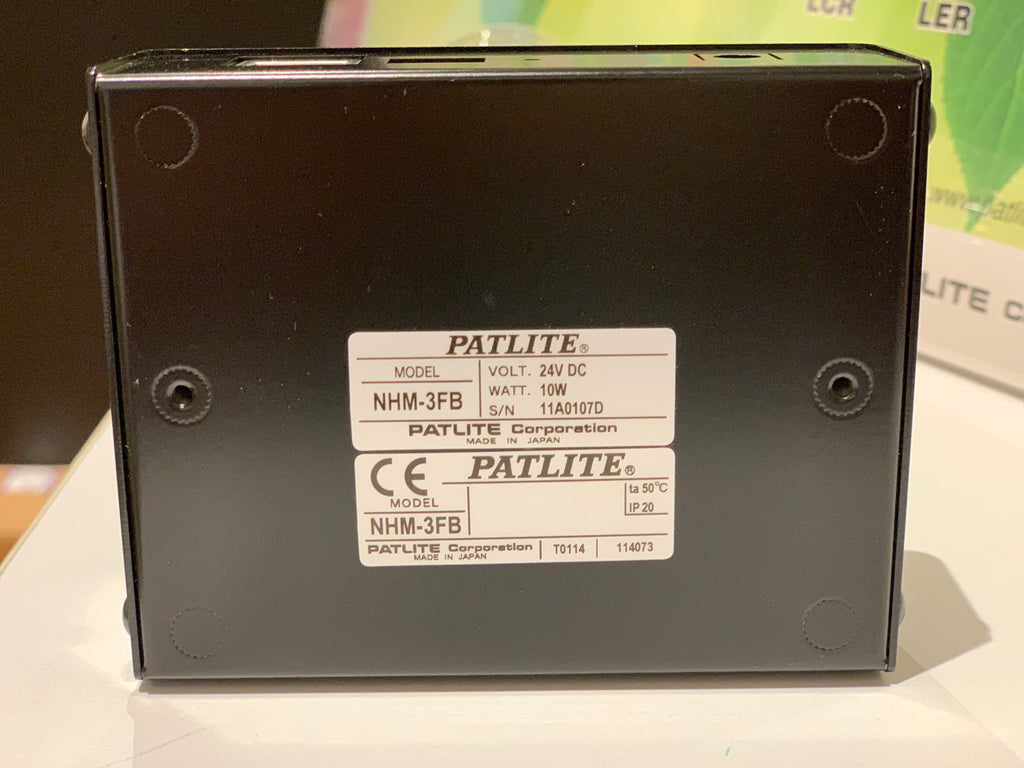 LCR
LER
PATLITE®
MODEL
NHM-3FB
VOLT. 24V DC
WATT. 10W
S/N 11A0107D
PATLITE Corporation
MADE IN JAPAN
CE
PATLITE®
MODEL
NHM-3FB
ta 50°C
IP 20
PATLITE Corporation
MADE IN JAPAN
T0114
114073